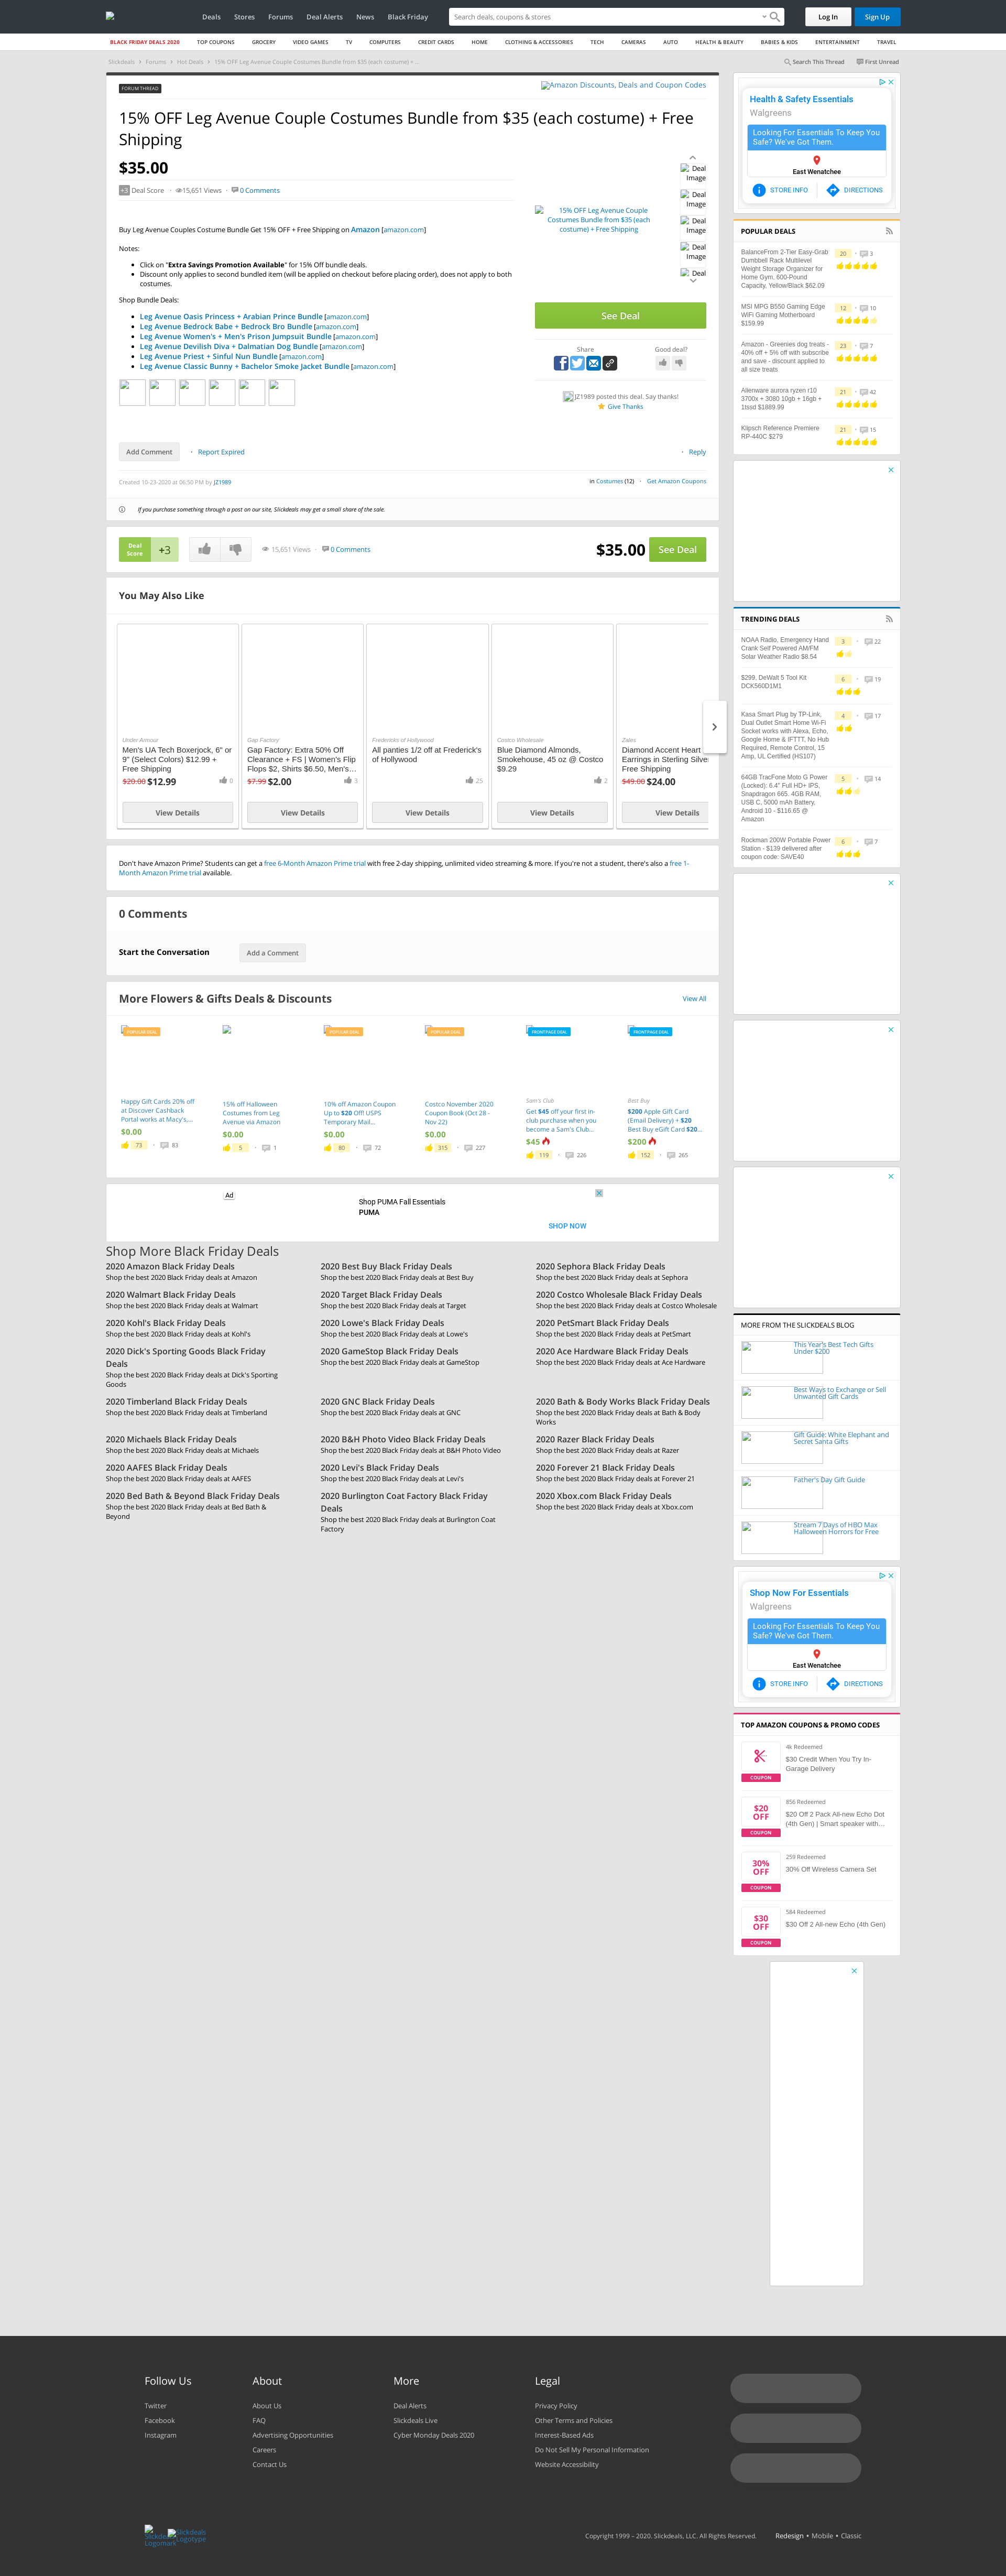 Deals Stores Forums Deal Alerts News Black Friday
Search deals, coupons & stores
Log In
Sign Up
BLACK FRIDAY DEALS 2020 TOP COUPONS GROCERY VIDEO GAMES TV COMPUTERS CREDIT CARDS HOME CLOTHING & ACCESSORIES TECH CAMERAS AUTO HEALTH & BEAUTY BABIES & KIDS ENTERTAINMENT TRAVEL
Slickdeals › Forums › Hot Deals › 15% OFF Leg Avenue Couple Costumes Bundle from $35 (each costume) + ...
Search This Thread First Unread
FORUM THREAD
Amazon Discounts, Deals and Coupon Codes
15% OFF Leg Avenue Couple Costumes Bundle from $35 (each costume) + Free
Shipping
$35.00
+3 Deal Score · 15,651 Views · 0 Comments
Buy Leg Avenue Couples Costume Bundle Get 15% OFF + Free Shipping on Amazon [amazon.com]
Notes:
Click on "Extra Savings Promotion Available" for 15% Off bundle deals.
Discount only applies to second bundled item (will be applied on checkout before placing order), does not apply to both
costumes.
Shop Bundle Deals:
Leg Avenue Oasis Princess + Arabian Prince Bundle [amazon.com]
Leg Avenue Bedrock Babe + Bedrock Bro Bundle [amazon.com]
Leg Avenue Women's + Men's Prison Jumpsuit Bundle [amazon.com]
Leg Avenue Devilish Diva + Dalmatian Dog Bundle [amazon.com]
Leg Avenue Priest + Sinful Nun Bundle [amazon.com]
Leg Avenue Classic Bunny + Bachelor Smoke Jacket Bundle [amazon.com]
15% OFF Leg Avenue Couple
Costumes Bundle from $35 (each
costume) + Free Shipping
Deal
Image
Deal
Image
Deal
Image
Deal
Image
Deal
See Deal
Share
Good deal?
JZ1989 posted this deal. Say thanks!
Give Thanks
Add Comment · Report Expired
· Reply
Created 10-23-2020 at 06:50 PM by JZ1989
in Costumes (12) · Get Amazon Coupons
If you purchase something through a post on our site, Slickdeals may get a small share of the sale.
Deal
Score
+3
15,651 Views · 0 Comments
$35.00
See Deal
You May Also Like
Under Armour
Men's UA Tech Boxerjock, 6" or
9" (Select Colors) $12.99 +
Free Shipping
$20.00 $12.99
0
View Details
Gap Factory
Gap Factory: Extra 50% Off
Clearance + FS | Women's Flip
Flops $2, Shirts $6.50, Men's...
$7.99 $2.00
3
View Details
Fredericks of Hollywood
All panties 1/2 off at Frederick's
of Hollywood
25
View Details
Costco Wholesale
Blue Diamond Almonds,
Smokehouse, 45 oz @ Costco
$9.29
2
View Details
Zales
Diamond Accent Heart
Earrings in Sterling Silver
Free Shipping
$49.00 $24.00
View Details
Don't have Amazon Prime? Students can get a free 6-Month Amazon Prime trial with free 2-day shipping, unlimited video streaming & more. If you're not a student, there's also a free 1-
Month Amazon Prime trial available.
0 Comments
Start the Conversation
Add a Comment
More Flowers & Gifts Deals & Discounts
View All
POPULAR DEAL
Happy Gift Cards 20% off
at Discover Cashback
Portal works at Macy's,...
$0.00
73 · 83
15% off Halloween
Costumes from Leg
Avenue via Amazon
$0.00
5 · 1
POPULAR DEAL
10% off Amazon Coupon
Up to $20 Off! USPS
Temporary Mail...
$0.00
80 · 72
POPULAR DEAL
Costco November 2020
Coupon Book (Oct 28 -
Nov 22)
$0.00
315 · 227
FRONTPAGE DEAL
Sam's Club
Get $45 off your first in-
club purchase when you
become a Sam's Club...
$45
119 · 226
FRONTPAGE DEAL
Best Buy
$200 Apple Gift Card
(Email Delivery) + $20
Best Buy eGift Card $20...
$200
152 · 265
Ad
Shop PUMA Fall Essentials
PUMA
SHOP NOW
Shop More Black Friday Deals
2020 Amazon Black Friday Deals
Shop the best 2020 Black Friday deals at Amazon
2020 Best Buy Black Friday Deals
Shop the best 2020 Black Friday deals at Best Buy
2020 Sephora Black Friday Deals
Shop the best 2020 Black Friday deals at Sephora
2020 Walmart Black Friday Deals
Shop the best 2020 Black Friday deals at Walmart
2020 Target Black Friday Deals
Shop the best 2020 Black Friday deals at Target
2020 Costco Wholesale Black Friday Deals
Shop the best 2020 Black Friday deals at Costco Wholesale
2020 Kohl's Black Friday Deals
Shop the best 2020 Black Friday deals at Kohl's
2020 Lowe's Black Friday Deals
Shop the best 2020 Black Friday deals at Lowe's
2020 PetSmart Black Friday Deals
Shop the best 2020 Black Friday deals at PetSmart
2020 Dick's Sporting Goods Black Friday
Deals
Shop the best 2020 Black Friday deals at Dick's Sporting
Goods
2020 GameStop Black Friday Deals
Shop the best 2020 Black Friday deals at GameStop
2020 Ace Hardware Black Friday Deals
Shop the best 2020 Black Friday deals at Ace Hardware
2020 Timberland Black Friday Deals
Shop the best 2020 Black Friday deals at Timberland
2020 GNC Black Friday Deals
Shop the best 2020 Black Friday deals at GNC
2020 Bath & Body Works Black Friday Deals
Shop the best 2020 Black Friday deals at Bath & Body
Works
2020 Michaels Black Friday Deals
Shop the best 2020 Black Friday deals at Michaels
2020 B&H Photo Video Black Friday Deals
Shop the best 2020 Black Friday deals at B&H Photo Video
2020 Razer Black Friday Deals
Shop the best 2020 Black Friday deals at Razer
2020 AAFES Black Friday Deals
Shop the best 2020 Black Friday deals at AAFES
2020 Levi's Black Friday Deals
Shop the best 2020 Black Friday deals at Levi's
2020 Forever 21 Black Friday Deals
Shop the best 2020 Black Friday deals at Forever 21
2020 Bed Bath & Beyond Black Friday Deals
Shop the best 2020 Black Friday deals at Bed Bath &
Beyond
2020 Burlington Coat Factory Black Friday
Deals
Shop the best 2020 Black Friday deals at Burlington Coat
Factory
2020 Xbox.com Black Friday Deals
Shop the best 2020 Black Friday deals at Xbox.com
Health & Safety Essentials
Walgreens
Looking For Essentials To Keep You
Safe? We've Got Them.
East Wenatchee
STORE INFO
DIRECTIONS
POPULAR DEALS
BalanceFrom 2-Tier Easy-Grab
Dumbbell Rack Multilevel
Weight Storage Organizer for
Home Gym, 600-Pound
Capacity, Yellow/Black $62.09
20 · 3
MSI MPG B550 Gaming Edge
WiFi Gaming Motherboard
$159.99
12 · 10
Amazon - Greenies dog treats -
40% off + 5% off with subscribe
and save - discount applied to
all size treats
23 · 7
Alienware aurora ryzen r10
3700x + 3080 10gb + 16gb +
1tssd $1889.99
21 · 42
Klipsch Reference Premiere
RP-440C $279
21 · 15
TRENDING DEALS
NOAA Radio, Emergency Hand
Crank Self Powered AM/FM
Solar Weather Radio $8.54
3 · 22
$299, DeWalt 5 Tool Kit
DCK560D1M1
6 · 19
Kasa Smart Plug by TP-Link,
Dual Outlet Smart Home Wi-Fi
Socket works with Alexa, Echo,
Google Home & IFTTT, No Hub
Required, Remote Control, 15
Amp, UL Certified (HS107)
4 · 17
64GB TracFone Moto G Power
(Locked): 6.4" Full HD+ IPS,
Snapdragon 665. 4GB RAM,
USB C, 5000 mAh Battery,
Android 10 - $116.65 @
Amazon
5 · 14
Rockman 200W Portable Power
Station - $139 delivered after
coupon code: SAVE40
6 · 7
MORE FROM THE SLICKDEALS BLOG
This Year's Best Tech Gifts
Under $200
Best Ways to Exchange or Sell
Unwanted Gift Cards
Gift Guide: White Elephant and
Secret Santa Gifts
Father's Day Gift Guide
Stream 7 Days of HBO Max
Halloween Horrors for Free
Shop Now For Essentials
Walgreens
Looking For Essentials To Keep You
Safe? We've Got Them.
East Wenatchee
STORE INFO
DIRECTIONS
TOP AMAZON COUPONS & PROMO CODES
COUPON
4k Redeemed
$30 Credit When You Try In-
Garage Delivery
$20
OFF
COUPON
856 Redeemed
$20 Off 2 Pack All-new Echo Dot
(4th Gen) | Smart speaker with...
30%
OFF
COUPON
259 Redeemed
30% Off Wireless Camera Set
$30
OFF
COUPON
584 Redeemed
$30 Off 2 All-new Echo (4th Gen)
Follow Us
Twitter
Facebook
Instagram
About
About Us
FAQ
Advertising Opportunities
Careers
Contact Us
More
Deal Alerts
Slickdeals Live
Cyber Monday Deals 2020
Legal
Privacy Policy
Other Terms and Policies
Interest-Based Ads
Do Not Sell My Personal Information
Website Accessibility
Slickdeals
Logotype
Copyright 1999 - 2020. Slickdeals, LLC. All Rights Reserved.
Redesign • Mobile • Classic